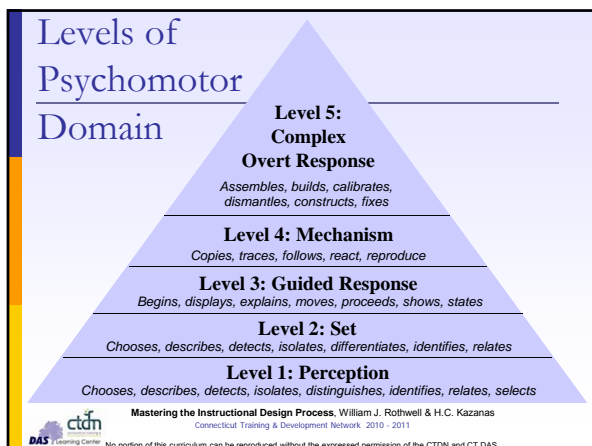 Levels of
Psychomotor
Domain
Level 5:
Complex
Overt Response
Assembles, builds, calibrates,
dismantles, constructs, fixes
Level 4: Mechanism
Copies, traces, follows, react, reproduce
Level 3: Guided Response
Begins, displays, explains, moves, proceeds, shows, states
Level 2: Set
Chooses, describes, detects, isolates, differentiates, identifies, relates
Level 1: Perception
Chooses, describes, detects, isolates, distinguishes, identifies, relates, selects
Mastering the Instructional Design Process, William J. Rothwell & H.C. Kazanas
Connecticut Training & Development Network 2010 - 2011
ctdn
DAS Learning Center
No portion of this curriculum can be reproduced without the expressed permission of the CTDN and CT DAS